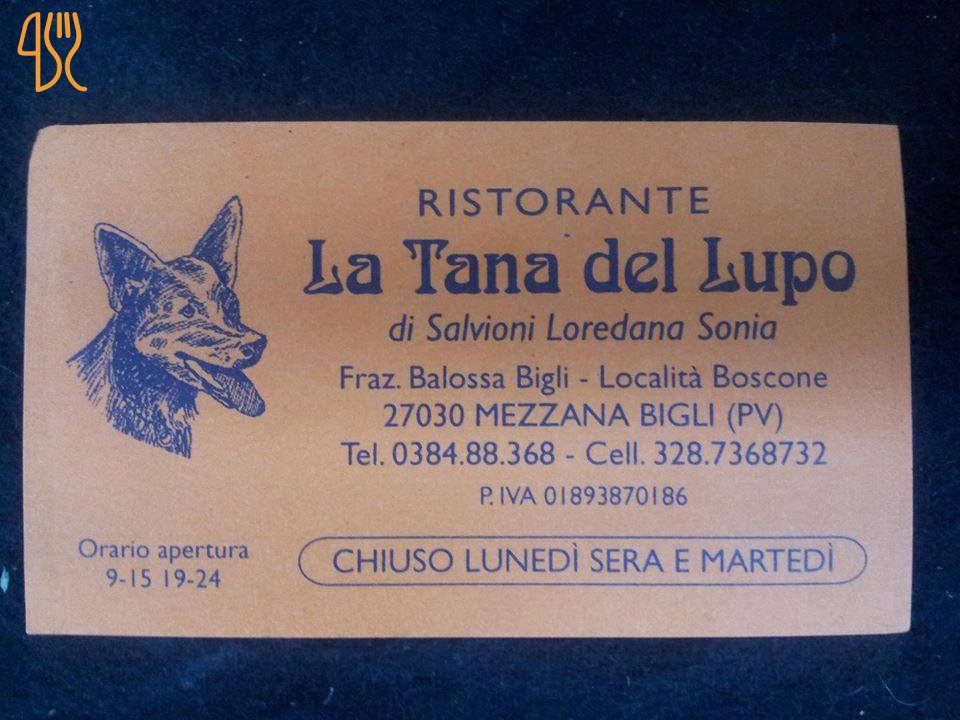 RISTORANTE
La Tana del Lupo
di Salvioni Loredana Sonia
Fraz. Balossa Bigli - Località Boscone
27030 MEZZANA BIGLI (PV)
Tel. 0384.88.368 - Cell. 328.7368732
P. IVA 01893870186
Orario apertura
9-15 19-24
CHIUSO LUNEDÌ SERA E MARTEDÌ